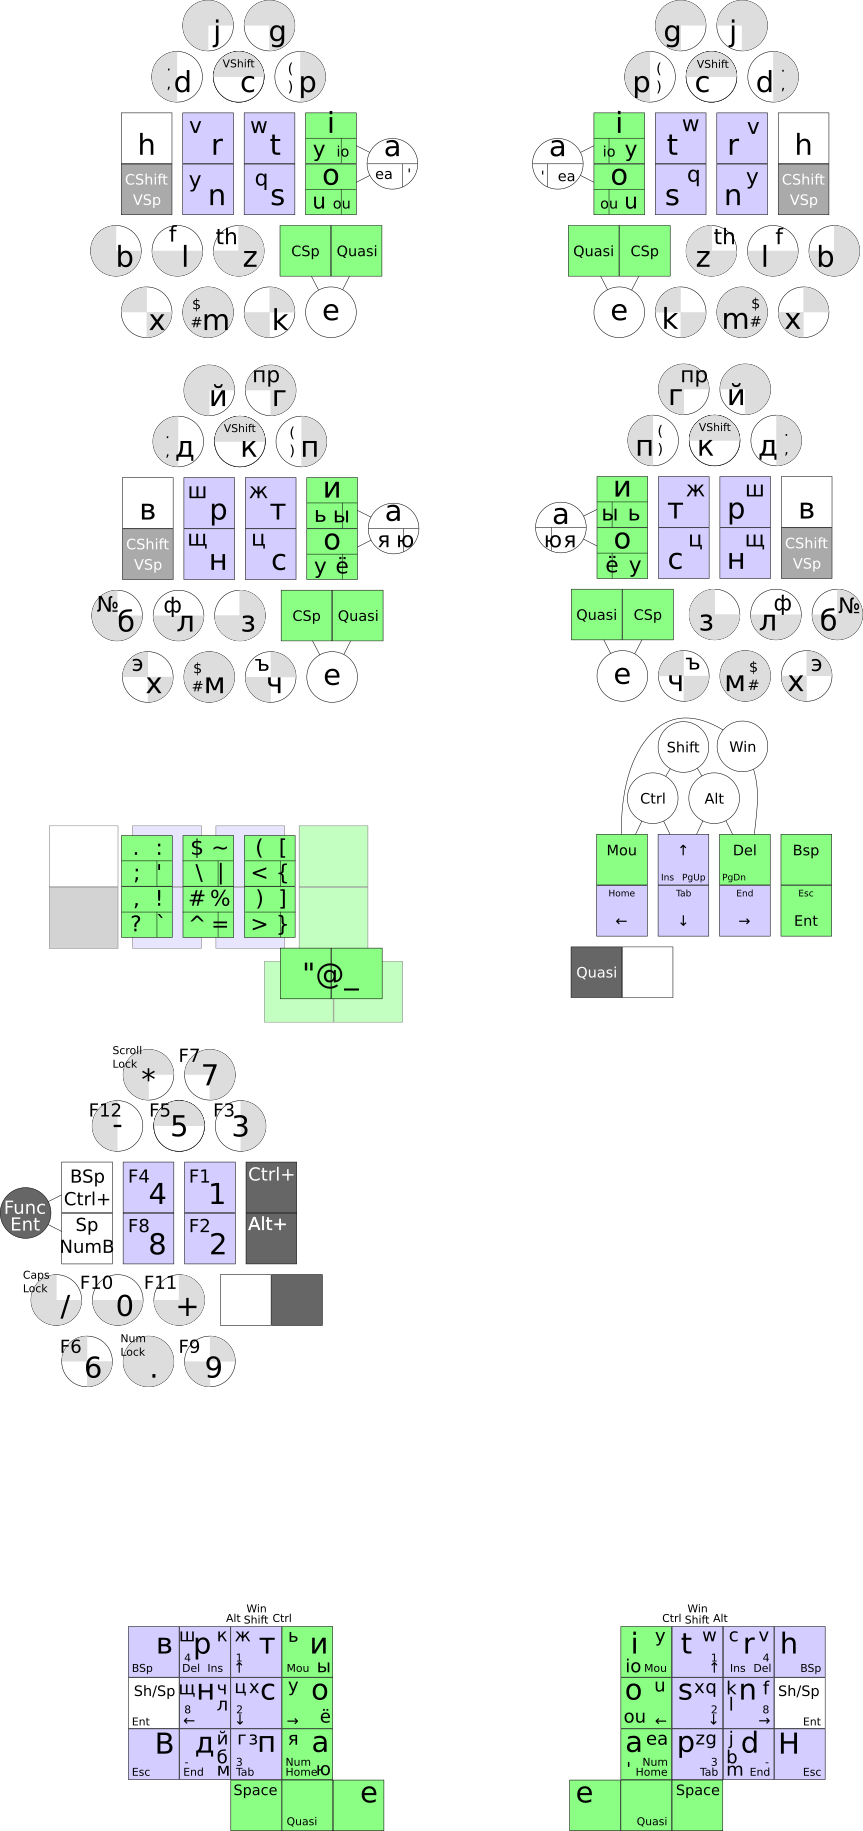 j g g j
VShift VShift
. , d c ( ) p p ( ) c d . ,
i i
v r w t t w r v
h y io a a io y h
CShift VSp o o CShift VSp
y n q s ea ' ' ea s q n y
u ou ou u
b f l th z CSp Quasi Quasi CSp z th l f b
x $ # m k e e k m $ # x
й пр г г пр й
VShift VShift
. , д к ( ) п п ( ) к д . ,
и и
ш р ж т т ж р ш
в ь ы а а ы ь в
CShift VSp о о CShift VSp
щ н ц с я ю ю я с ц н щ
у ё ё у
№ б ф л з CSp Quasi Quasi CSp з л ф б №
э х $ # м ъ ч е е ч ъ м $ # х э
Shift Win
Ctrl Alt
. : $ ~ ( [ Mou ↑ Del Bsp
; ' \ | < { Ins PgUp PgDn
, ! # % ) ] Home Tab End Esc
? ` ^ = > } ← ↓ → Ent
" @ _ Quasi
Scroll Lock * F7 7
F12 - F5 5 F3 3
BSp Ctrl+ F4 4 F1 1 Ctrl+
Func Ent
Sp NumB F8 8 F2 2 Alt+
Caps Lock / F10 0 F11 +
F6 6 Num Lock . F9 9
Win Win
Alt Shift Ctrl Ctrl Shift Alt
в ш р к ж т ь и i y t w c r v h
BSp 4 Del Ins 1 ↑ Mou ы io Mou 1 ↑ Ins 4 Del BSp
Sh/Sp щ н ч л ц х с у о o u s x q k l n f Sh/Sp
Ent 8 ← 2 ↓ → ё ou ← 2 ↓ 8 → Ent
В д й б м г з п я а a ea p z g j b m d H
Esc - End 3 Tab Num Home ю ' Num Home 3 Tab - End Esc
Space e e Space
Quasi Quasi